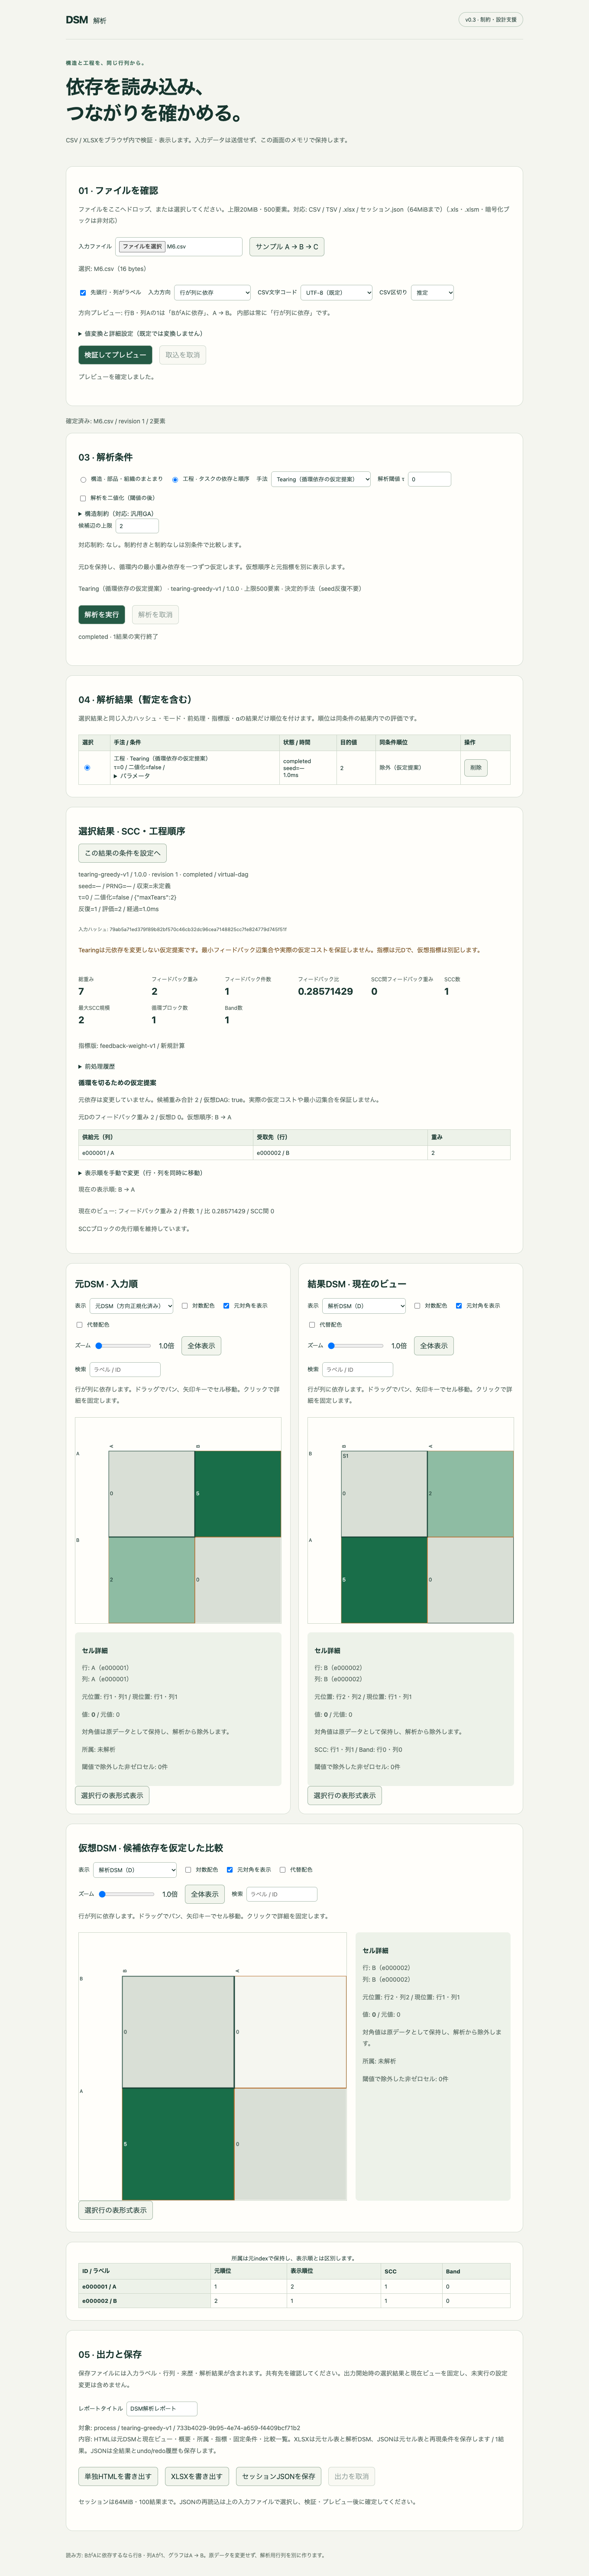 DSM 解析
v0.3 · 制約・設計支援
構造と工程を、同じ行列から。
依存を読み込み、
つながりを確かめる。
CSV / XLSXをブラウザ内で検証・表示します。入力データは送信せず、この画面のメモリで保持します。
01 · ファイルを確認
ファイルをここへドロップ、または選択してください。上限20MiB・500要素。対応: CSV / TSV / .xlsx / セッション.json（64MiBまで）（.xls・.xlsm・暗号化ブックは非対応）
入力ファイル ファイルを選択 M6.csv サンプル A → B → C
選択: M6.csv（16 bytes）
先頭行・列がラベル 入力方向 行が列に依存 CSV文字コード UTF-8（既定） CSV区切り 推定
方向プレビュー: 行B・列Aの1は「BがAに依存」、A → B。 内部は常に「行が列に依存」です。
▶ 値変換と詳細設定（既定では変換しません）
検証してプレビュー 取込を取消
プレビューを確定しました。
確定済み: M6.csv / revision 1 / 2要素
03 · 解析条件
構造 · 部品・組織のまとまり 工程 · タスクの依存と順序 手法 Tearing（循環依存の仮定提案） 解析閾値 τ 0
解析を二値化（閾値の後）
▶ 構造制約（対応: 汎用GA）
候補辺の上限 2
対応制約: なし。制約付きと制約なしは別条件で比較します。
元Dを保持し、循環内の最小重み依存を一つずつ仮定します。仮想順序と元指標を別に表示します。
Tearing（循環依存の仮定提案） · tearing-greedy-v1 / 1.0.0 · 上限500要素 · 決定的手法（seed反復不要）
解析を実行 解析を取消
completed · 1結果の実行終了
04 · 解析結果（暫定を含む）
選択結果と同じ入力ハッシュ・モード・前処理・指標版・αの結果だけ順位を付けます。順位は同条件の結果内での評価です。
選択 手法 / 条件 状態 / 時間 目的値 同条件順位 操作
工程 · Tearing（循環依存の仮定提案）
τ=0 / 二値化=false /
▶ パラメータ
completed
seed=—
1.0ms
2 除外（仮定提案） 削除
選択結果 · SCC・工程順序
この結果の条件を設定へ
tearing-greedy-v1 / 1.0.0 · revision 1 · completed / virtual-dag
seed=— / PRNG=— / 収束=未定義
τ=0 / 二値化=false / {"maxTears":2}
反復=1 / 評価=2 / 経過=1.0ms
Tearingは元依存を変更しない仮定提案です。最小フィードバック辺集合や実際の仮定コストを保証しません。指標は元Dで、仮想指標は別記します。
総重み フィードバック重み フィードバック件数 フィードバック比 SCC間フィードバック重み SCC数
7 2 1 0.28571429 0 1
最大SCC規模 循環ブロック数 Band数
2 1 1
指標版: feedback-weight-v1 / 新規計算
▶ 前処理履歴
循環を切るための仮定提案
元依存は変更していません。候補重み合計 2 / 仮想DAG: true。実際の仮定コストや最小辺集合を保証しません。
元Dのフィードバック重み 2 / 仮想D 0。仮想順序: B → A
供給元（列） 受取先（行） 重み
e000001 / A e000002 / B 2
▶ 表示順を手動で変更（行・列を同時に移動）
現在の表示順: B → A
現在のビュー: フィードバック重み 2 / 件数 1 / 比 0.28571429 / SCC間 0
SCCブロックの先行順を維持しています。
元DSM · 入力順
表示 元DSM（方向正規化済み） 対数配色 元対角を表示
代替配色
ズーム 1.0倍 全体表示
検索 ラベル / ID
行が列に依存します。ドラッグでパン、矢印キーでセル移動。クリックで詳細を固定します。
A B
A 0 5
B 2 0
セル詳細
行: A（e000001）
列: A（e000001）
元位置: 行1・列1 / 現位置: 行1・列1
値: 0 / 元値: 0
対角値は原データとして保持し、解析から除外します。
所属: 未解析
閾値で除外した非ゼロセル: 0件
選択行の表形式表示
結果DSM · 現在のビュー
表示 解析DSM（D） 対数配色 元対角を表示
代替配色
ズーム 1.0倍 全体表示
検索 ラベル / ID
行が列に依存します。ドラッグでパン、矢印キーでセル移動。クリックで詳細を固定します。
B A
S1
B 0 2
A 5 0
セル詳細
行: B（e000002）
列: B（e000002）
元位置: 行2・列2 / 現位置: 行1・列1
値: 0 / 元値: 0
対角値は原データとして保持し、解析から除外します。
SCC: 行1・列1 / Band: 行0・列0
閾値で除外した非ゼロセル: 0件
選択行の表形式表示
仮想DSM · 候補依存を仮定した比較
表示 解析DSM（D） 対数配色 元対角を表示 代替配色
ズーム 1.0倍 全体表示 検索 ラベル / ID
行が列に依存します。ドラッグでパン、矢印キーでセル移動。クリックで詳細を固定します。
B A
B 0 0
A 5 0
セル詳細
行: B（e000002）
列: B（e000002）
元位置: 行2・列2 / 現位置: 行1・列1
値: 0 / 元値: 0
対角値は原データとして保持し、解析から除外します。
所属: 未解析
閾値で除外した非ゼロセル: 0件
選択行の表形式表示
所属は元indexで保持し、表示順とは区別します。
ID / ラベル 元順位 表示順位 SCC Band
e000001 / A 1 2 1 0
e000002 / B 2 1 1 0
05 · 出力と保存
保存ファイルには入力ラベル・行列・来歴・解析結果が含まれます。共有先を確認してください。出力開始時の選択結果と現在ビューを固定し、未実行の設定変更は含めません。
レポートタイトル DSM解析レポート
対象: process / tearing-greedy-v1 / 733b4029-9b95-4e74-a659-f4409bcf71b2
内容: HTMLは元DSMと現在ビュー・概要・所属・指標・固定条件・比較一覧。XLSXは元セル表と解析DSM、JSONは元セル表と再現条件を保存します / 1結果。JSONは全結果とundo/redo履歴も保存します。
単独HTMLを書き出す XLSXを書き出す セッションJSONを保存 出力を取消
セッションは64MiB・100結果まで。JSONの再読込は上の入力ファイルで選択し、検証・プレビュー後に確定してください。
読み方: BがAに依存するなら行B・列Aが1、グラフはA → B。原データを変更せず、解析用行列を別に作ります。